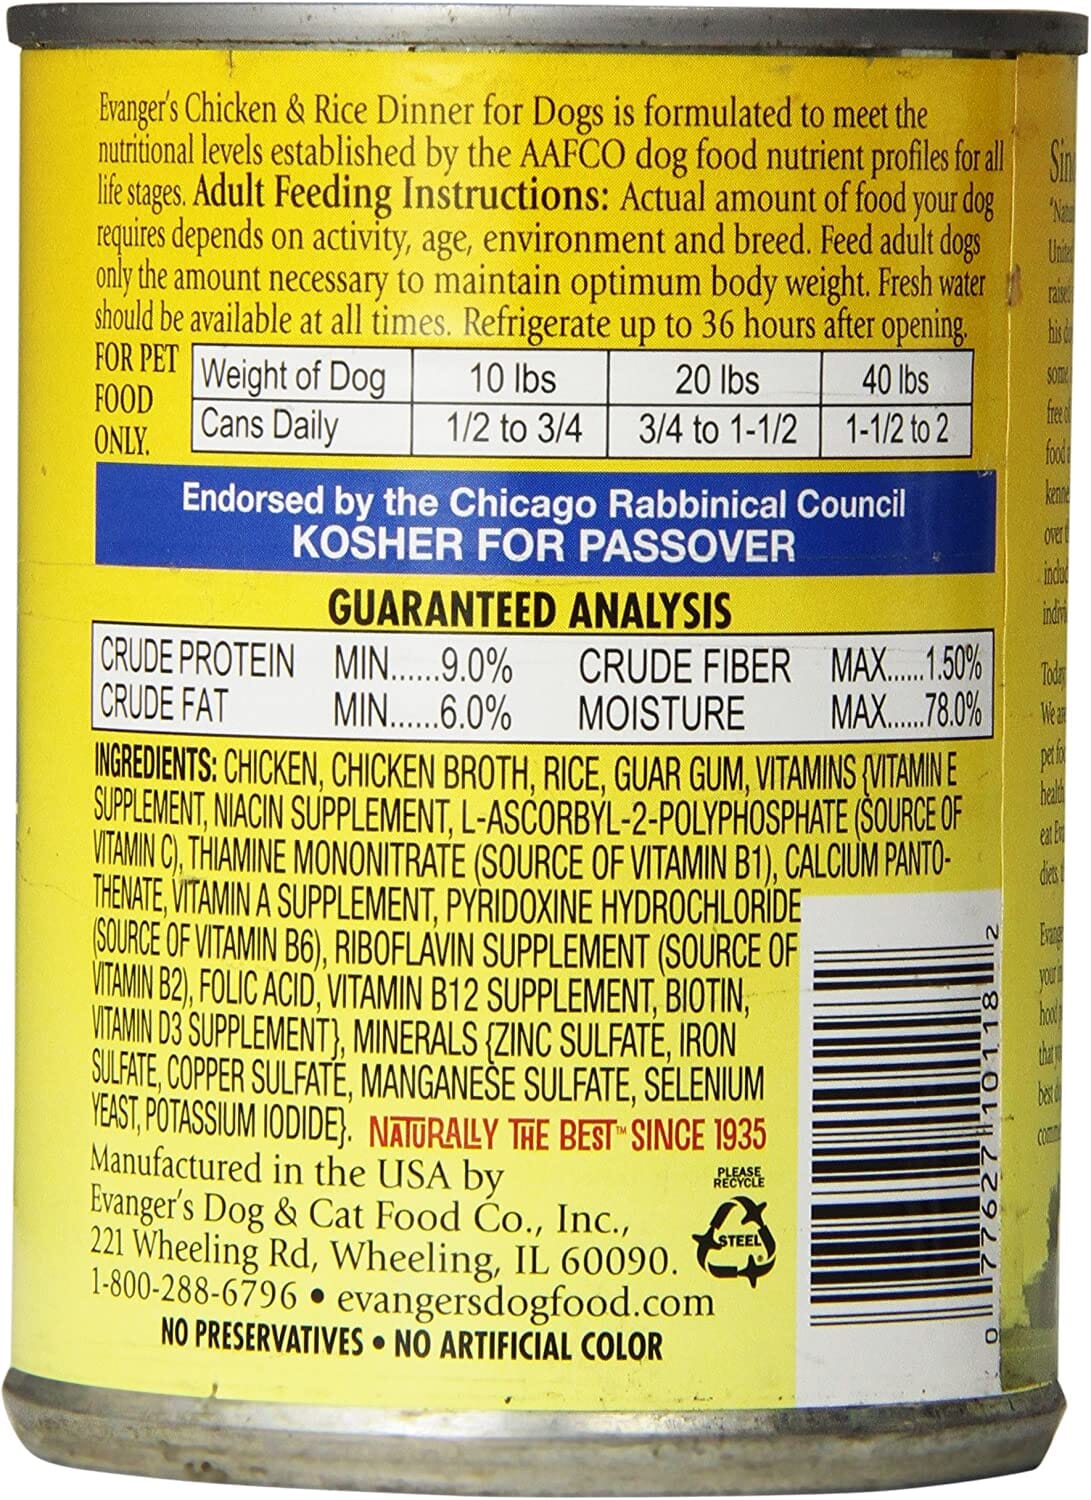 Evanger's Chicken & Rice Dinner for Dogs is formulated to meet the
nutritional levels established by the AAFCO dog food nutrient profiles for all
life stages. Adult Feeding Instructions: Actual amount of food your dog
requires depends on activity, age, environment and breed. Feed adult dogs
only the amount necessary to maintain optimum body weight. Fresh water
should be available at all times. Refrigerate up to 36 hours after opening.
FOR PET
FOOD
ONLY.
Weight of Dog 10 lbs 20 lbs 40 lbs
Cans Daily 1/2 to 3/4 3/4 to 1-1/2 1-1/2 to 2
Endorsed by the Chicago Rabbinical Council
KOSHER FOR PASSOVER
GUARANTEED ANALYSIS
CRUDE PROTEIN MIN......9.0% CRUDE FIBER MAX......1.50%
CRUDE FAT MIN......6.0% MOISTURE MAX......78.0%
INGREDIENTS: CHICKEN, CHICKEN BROTH, RICE, GUAR GUM, VITAMINS {VITAMIN E
SUPPLEMENT, NIACIN SUPPLEMENT, L-ASCORBYL-2-POLYPHOSPHATE (SOURCE OF
VITAMIN C), THIAMINE MONONITRATE (SOURCE OF VITAMIN B1), CALCIUM PANTO-
THENATE, VITAMIN A SUPPLEMENT, PYRIDOXINE HYDROCHLORIDE
(SOURCE OF VITAMIN B6), RIBOFLAVIN SUPPLEMENT (SOURCE OF
VITAMIN B2), FOLIC ACID, VITAMIN B12 SUPPLEMENT, BIOTIN,
VITAMIN D3 SUPPLEMENT}, MINERALS {ZINC SULFATE, IRON
SULFATE, COPPER SULFATE, MANGANESE SULFATE, SELENIUM
YEAST, POTASSIUM IODIDE}. NATURALLY THE BEST™ SINCE 1935
Manufactured in the USA by
Evanger's Dog & Cat Food Co., Inc.,
221 Wheeling Rd, Wheeling, IL 60090.
1-800-288-6796 • evangersdogfood.com
NO PRESERVATIVES • NO ARTIFICIAL COLOR
PLEASE
RECYCLE
STEEL
0 77627 10118 2